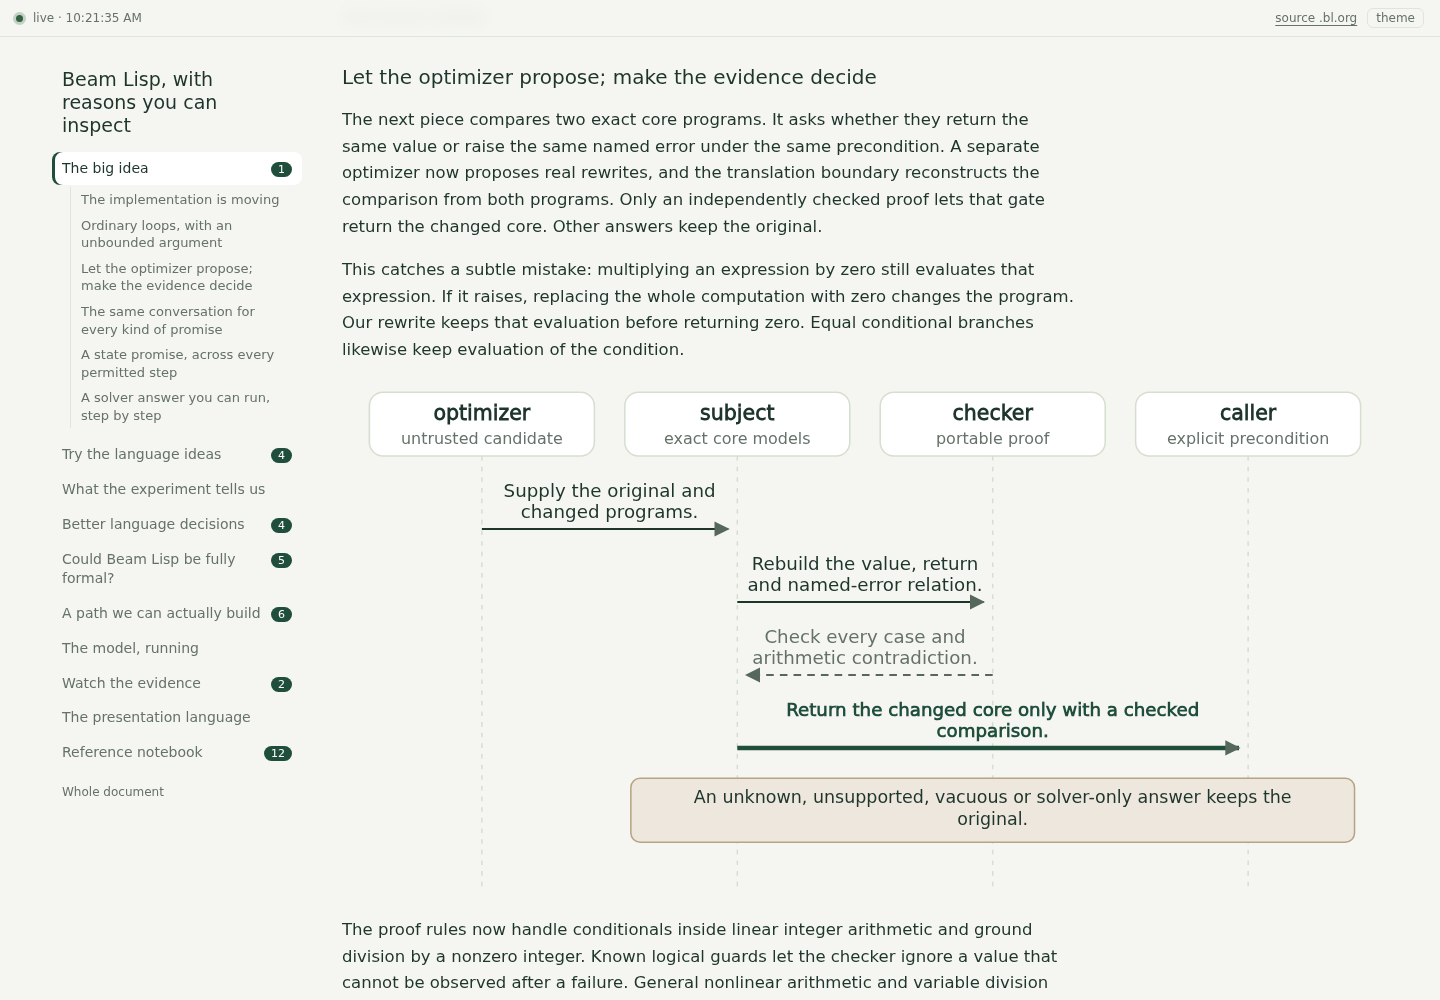 live · 10:21:35 AM
source .bl.org
theme
Beam Lisp, with
reasons you can
inspect
The big idea 1
The implementation is moving
Ordinary loops, with an
unbounded argument
Let the optimizer propose;
make the evidence decide
The same conversation for
every kind of promise
A state promise, across every
permitted step
A solver answer you can run,
step by step
Try the language ideas 4
What the experiment tells us
Better language decisions 4
Could Beam Lisp be fully 5
formal?
A path we can actually build 6
The model, running
Watch the evidence 2
The presentation language
Reference notebook 12
Whole document
Let the optimizer propose; make the evidence decide
The next piece compares two exact core programs. It asks whether they return the
same value or raise the same named error under the same precondition. A separate
optimizer now proposes real rewrites, and the translation boundary reconstructs the
comparison from both programs. Only an independently checked proof lets that gate
return the changed core. Other answers keep the original.
This catches a subtle mistake: multiplying an expression by zero still evaluates that
expression. If it raises, replacing the whole computation with zero changes the program.
Our rewrite keeps that evaluation before returning zero. Equal conditional branches
likewise keep evaluation of the condition.
optimizer
untrusted candidate
subject
exact core models
checker
portable proof
caller
explicit precondition
Supply the original and
changed programs.
Rebuild the value, return
and named-error relation.
Check every case and
arithmetic contradiction.
Return the changed core only with a checked
comparison.
An unknown, unsupported, vacuous or solver-only answer keeps the
original.
The proof rules now handle conditionals inside linear integer arithmetic and ground
division by a nonzero integer. Known logical guards let the checker ignore a value that
cannot be observed after a failure. General nonlinear arithmetic and variable division